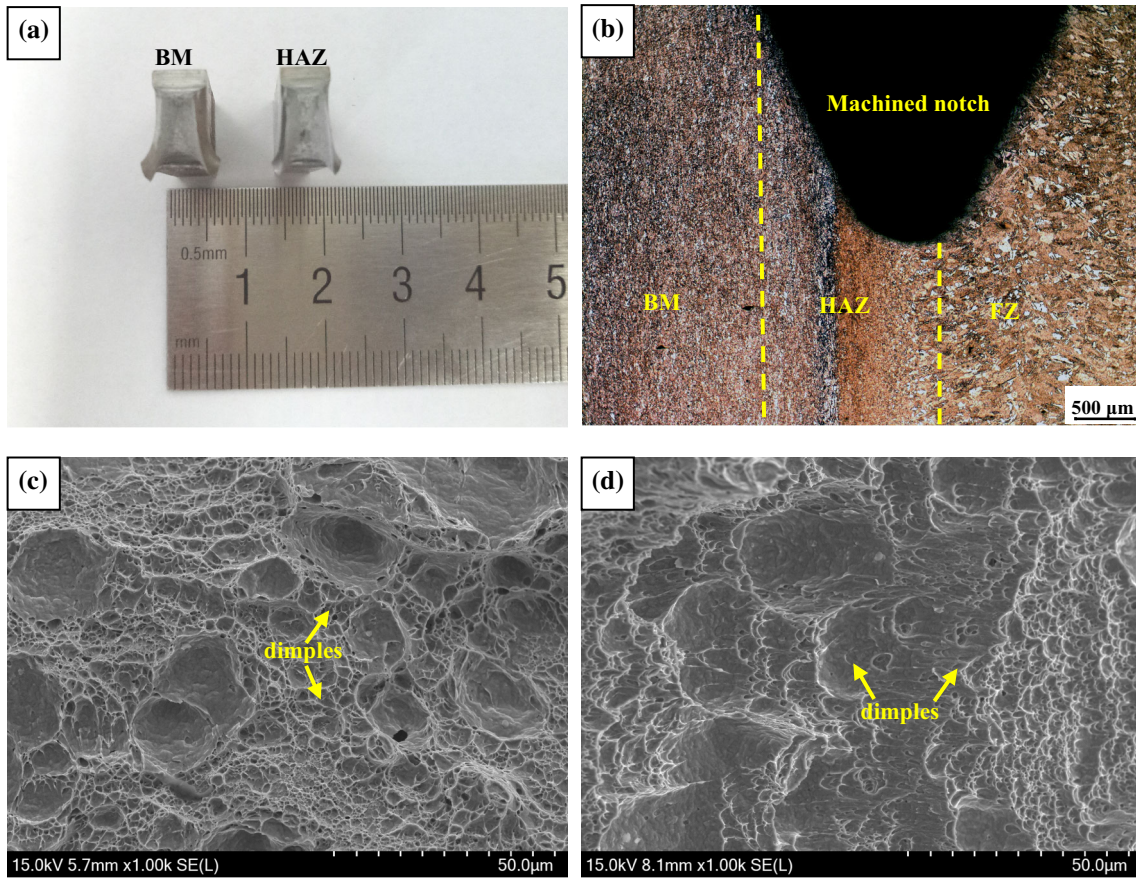 (a)
BM HAZ
0.5mm
1 2 3 4 5
mm
(b)
Machined notch
BM HAZ FZ
500 μm
(c)
dimples
15.0kV 5.7mm x1.00k SE(L) 50.0μm
(d)
dimples
15.0kV 8.1mm x1.00k SE(L) 50.0μm